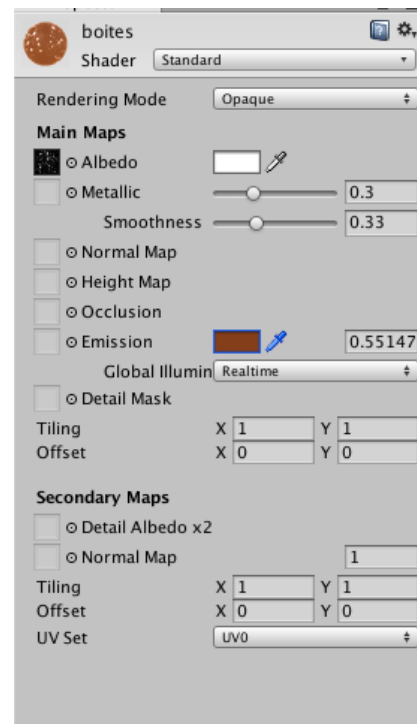 boites
Shader Standard
Rendering Mode Opaque
Main Maps
Albedo
Metallic 0.3
Smoothness 0.33
Normal Map
Height Map
Occlusion
Emission 0.55147
Global Illumin Realtime
Detail Mask
Tiling X 1 Y 1
Offset X 0 Y 0
Secondary Maps
Detail Albedo x2
Normal Map 1
Tiling X 1 Y 1
Offset X 0 Y 0
UV Set UV0